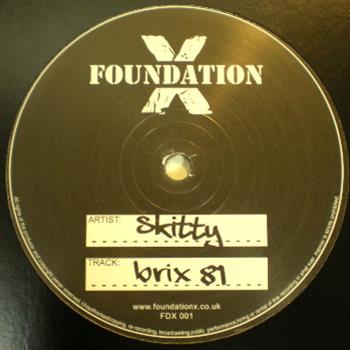 X
FOUNDATION
ARTIST: Skitty
TRACK: brix 81
www.foundationx.co.uk
FDX 001